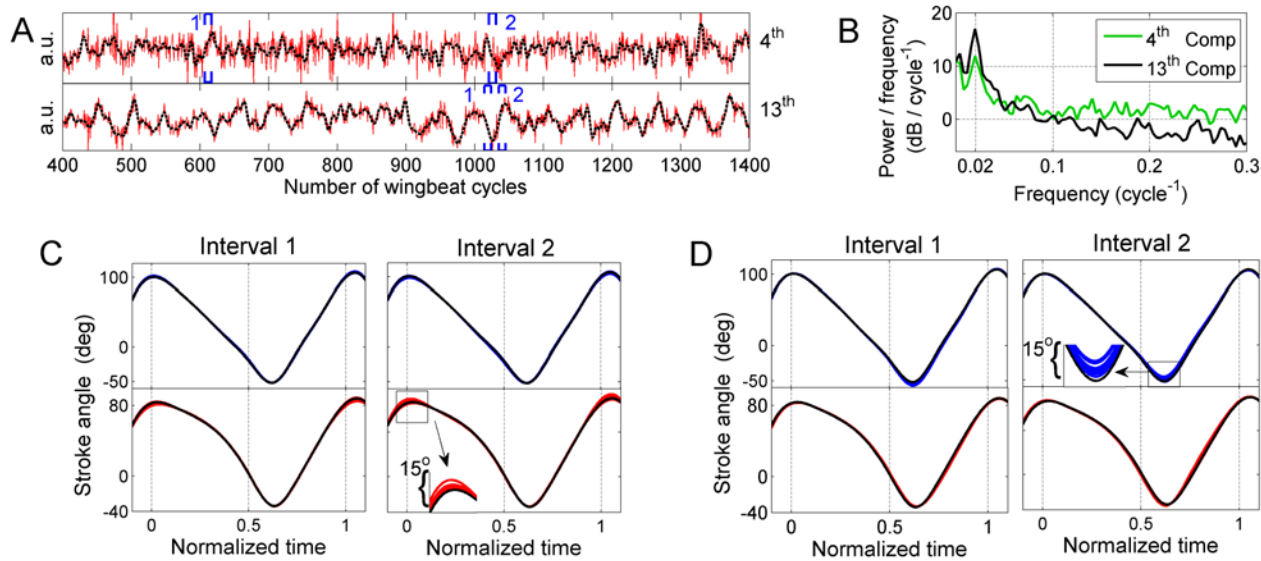 A
a.u.
1
2
4th
a.u.
1
2
13th
400 500 600 700 800 900 1000 1100 1200 1300 1400
Number of wingbeat cycles
B
Power / frequency
(dB / cycle-1)
20
10
0
4th Comp
13th Comp
0.02 0.1 0.2 0.3
Frequency (cycle-1)
C
Interval 1 Interval 2
Stroke angle (deg)
100
0
-50
80
0
-40
15o
0 0.5 1 0 0.5 1
Normalized time Normalized time
D
Interval 1 Interval 2
Stroke angle (deg)
100
0
-50
15o
80
0
-40
0 0.5 1 0 0.5 1
Normalized time Normalized time